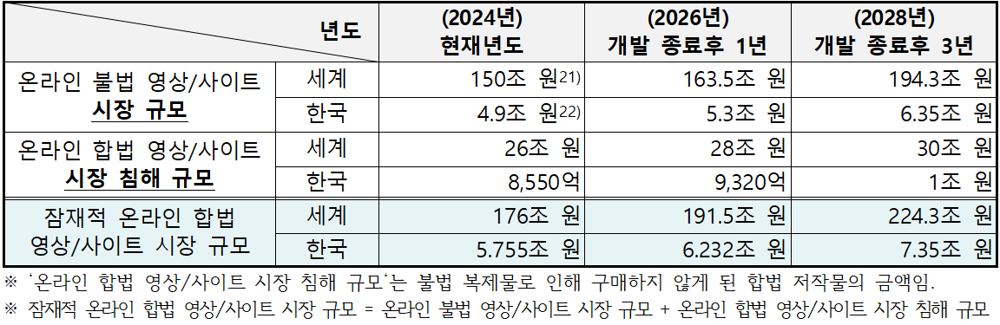 년도
(2024년)
현재년도
(2026년)
개발 종료후 1년
(2028년)
개발 종료후 3년
온라인 불법 영상/사이트
시장 규모
세계
150조 원21)
163.5조 원
194.3조 원
한국
4.9조 원22)
5.3조 원
6.35조 원
온라인 합법 영상/사이트
시장 침해 규모
세계
26조 원
28조 원
30조 원
한국
8,550억
9,320억
1조 원
잠재적 온라인 합법
영상/사이트 시장 규모
세계
176조 원
191.5조 원
224.3조 원
한국
5.755조 원
6.232조 원
7.35조 원
※ ‘온라인 합법 영상/사이트 시장 침해 규모‘는 불법 복제물로 인해 구매하지 않게 된 합법 저작물의 금액임.
※ 잠재적 온라인 합법 영상/사이트 시장 규모 = 온라인 불법 영상/사이트 시장 규모 + 온라인 합법 영상/사이트 시장 침해 규모